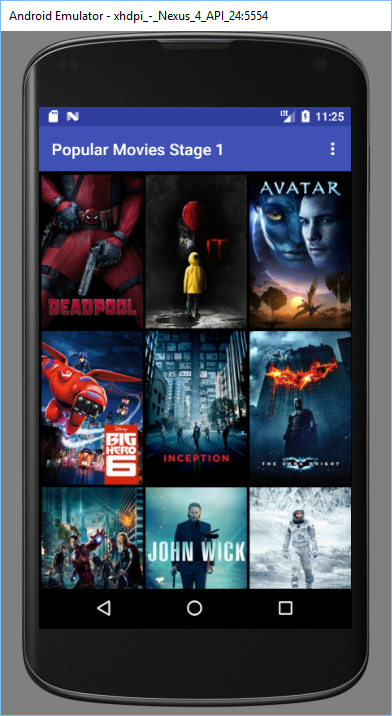 Android Emulator - xhdpi_-_Nexus_4_API_24:5554
LTE 11:25
Popular Movies Stage 1
DEADPOOL
IT
AVATAR
Disney
BIG
HERO
6
INCEPTION
THE DARK KNIGHT
JOHN WICK